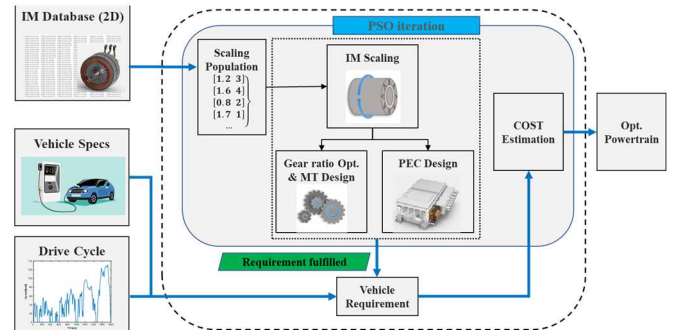 IM Database (2D)
PSO iteration
Scaling
Population
[1.2 3]
[1.6 4]
[0.8 2]
[1.7 1]
...
IM Scaling
Gear ratio Opt.
& MT Design
PEC Design
COST
Estimation
Opt.
Powertrain
Vehicle Specs
Drive Cycle
Requirement fulfilled
Vehicle
Requirement